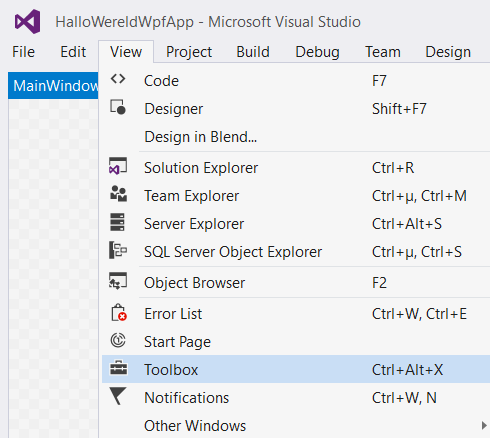 HalloWereldWpfApp - Microsoft Visual Studio
File Edit View Project Build Debug Team Design
MainWindow
Code F7
Designer Shift+F7
Design in Blend...
Solution Explorer Ctrl+R
Team Explorer Ctrl+µ, Ctrl+M
Server Explorer Ctrl+Alt+S
SQL Server Object Explorer Ctrl+µ, Ctrl+S
Object Browser F2
Error List Ctrl+W, Ctrl+E
Start Page
Toolbox Ctrl+Alt+X
Notifications Ctrl+W, N
Other Windows